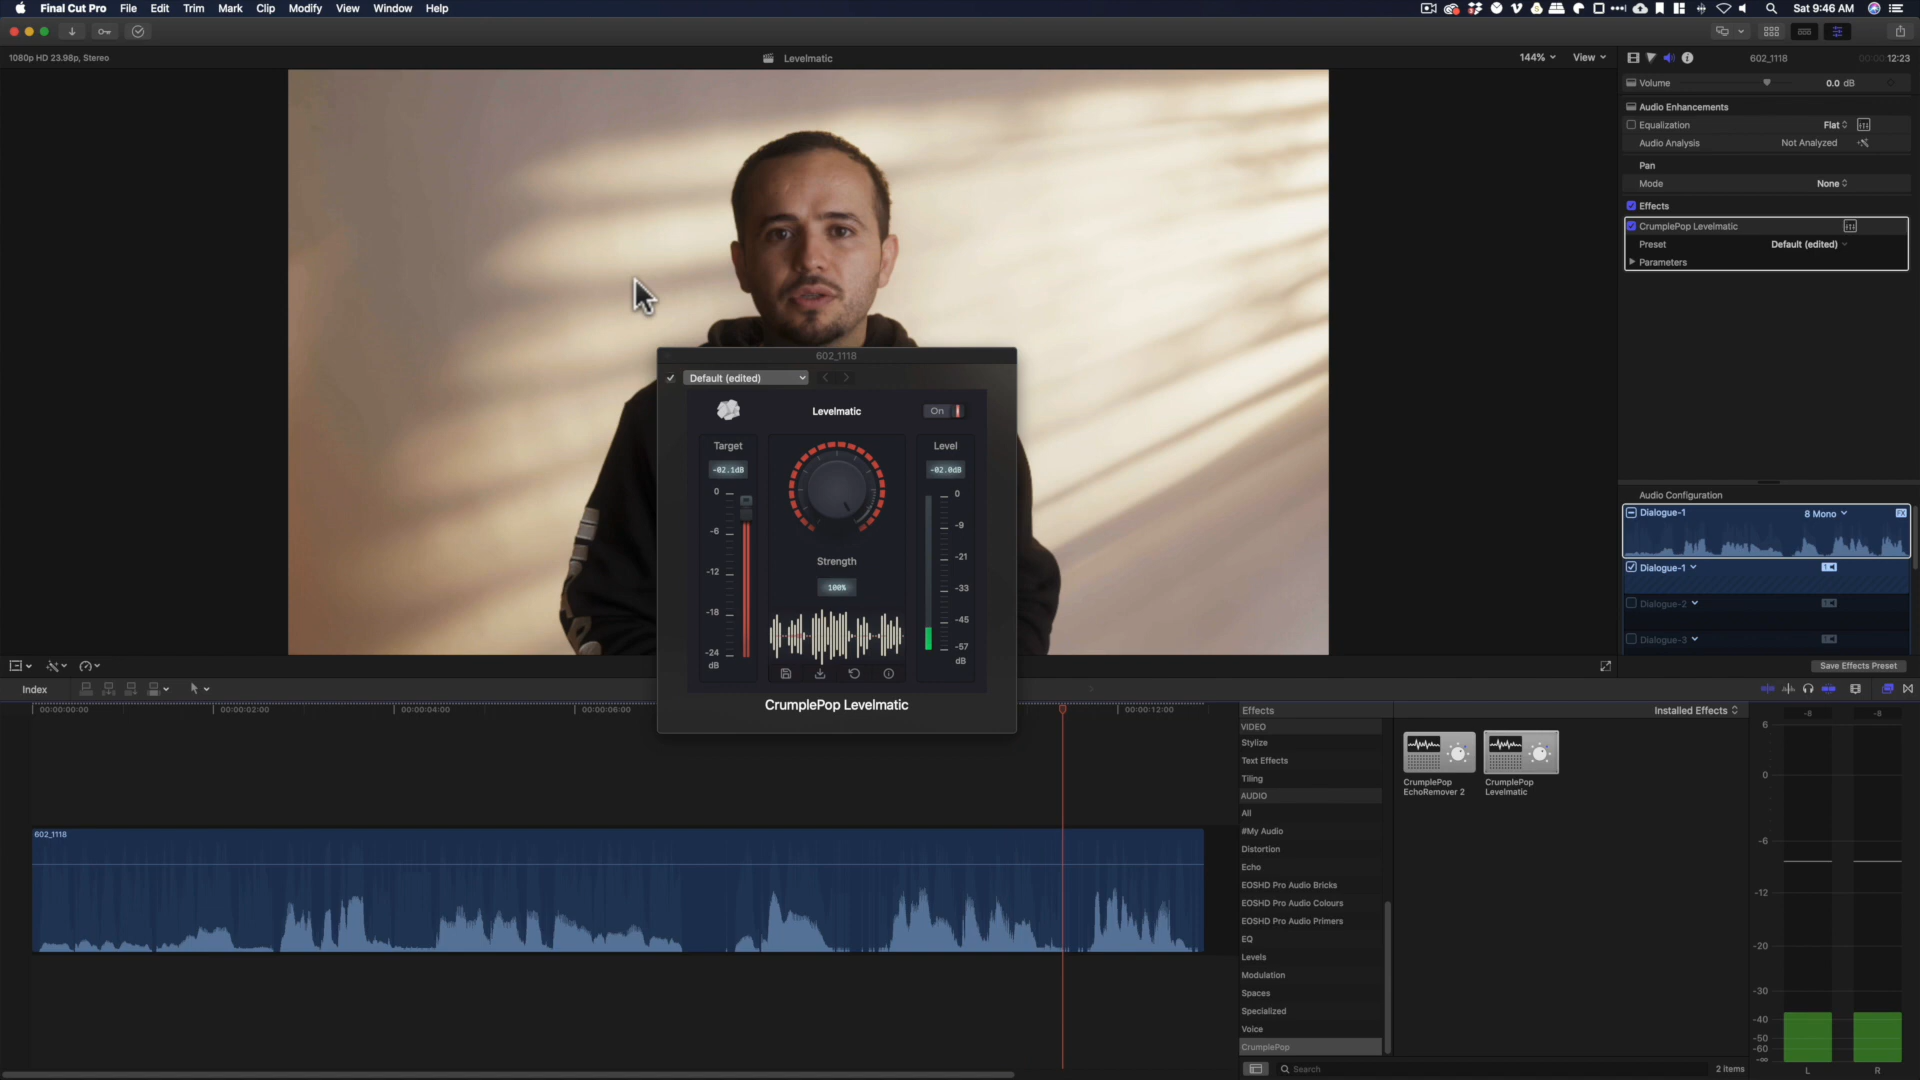 Final Cut Pro File Edit Trim Mark Clip Modify View Window Help
Sat 9:46 AM
1080p HD 23.98p, Stereo
Levelmatic
144%
View
602_1118
00:00:12:23
Volume
0.0 dB
Audio Enhancements
Equalization
Flat
Audio Analysis
Not Analyzed
Pan
Mode
None
Effects
CrumplePop Levelmatic
Preset
Default (edited)
Parameters
602_1118
Default (edited)
Levelmatic
On
Target
-02.1dB
0
-6
-12
-18
-24
dB
Strength
100%
Level
-02.0dB
0
-9
-21
-33
-45
-57
dB
CrumplePop Levelmatic
Audio Configuration
Dialogue-1
8 Mono
FX
Dialogue-1
Dialogue-2
Dialogue-3
Save Effects Preset
Index
00:00:00:00
00:00:02:00
00:00:04:00
00:00:06:00
00:00:12:00
602_1118
Effects
Installed Effects
VIDEO
Stylize
Text Effects
Tiling
AUDIO
All
#My Audio
Distortion
Echo
EOSHD Pro Audio Bricks
EOSHD Pro Audio Colours
EOSHD Pro Audio Primers
EQ
Levels
Modulation
Spaces
Specialized
Voice
CrumplePop
CrumplePop
EchoRemover 2
CrumplePop
Levelmatic
Search
2 items
-8
-8
6
0
-6
-12
-20
-30
-40
-50
-60
-∞
L
R